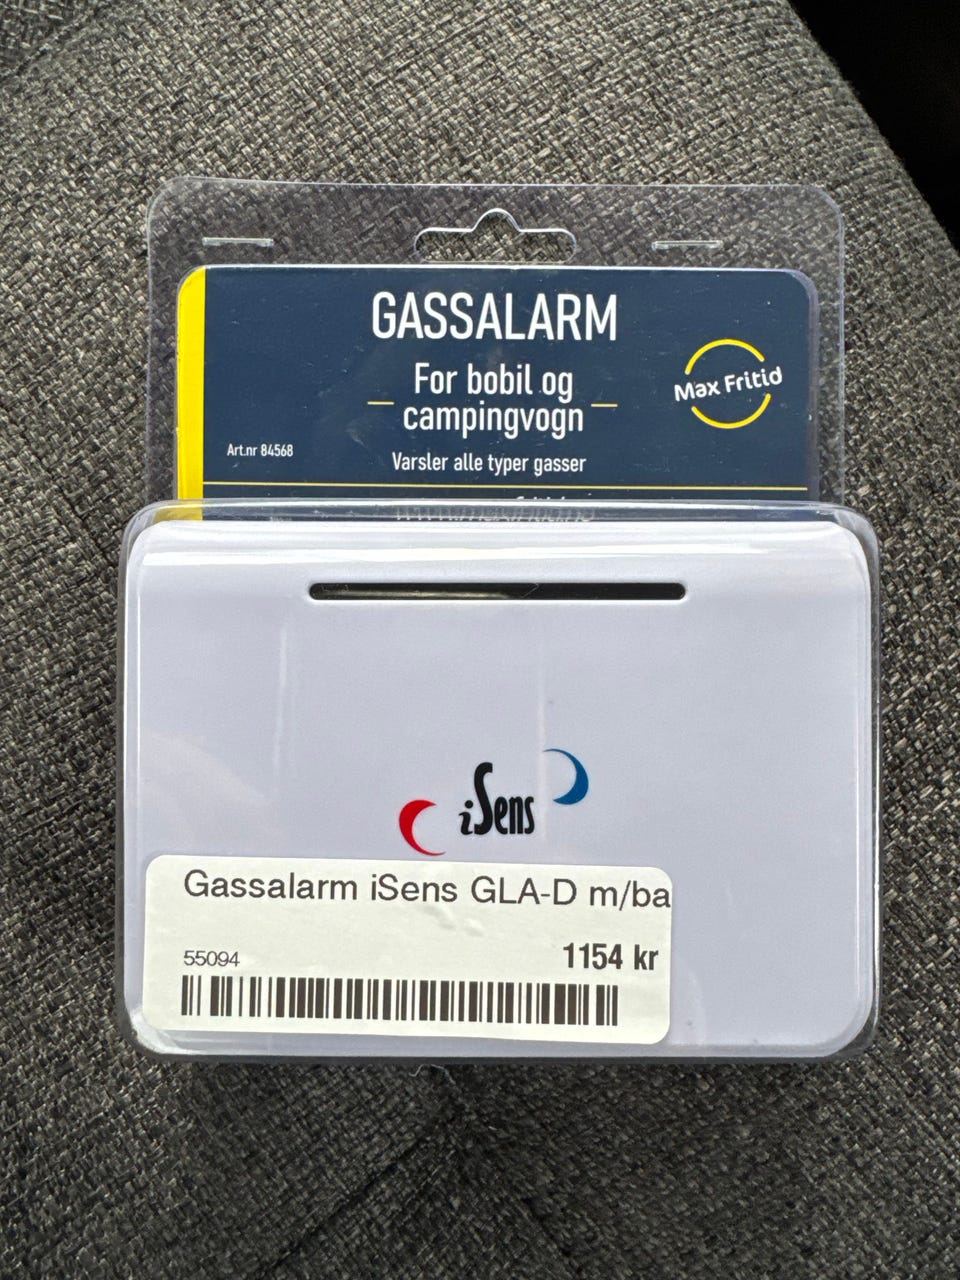 GASSALARM
For bobil og
campingvogn
Max Fritid
Art.nr 84568
Varsler alle typer gasser
iSens
Gassalarm iSens GLA-D m/ba
55094
1154 kr